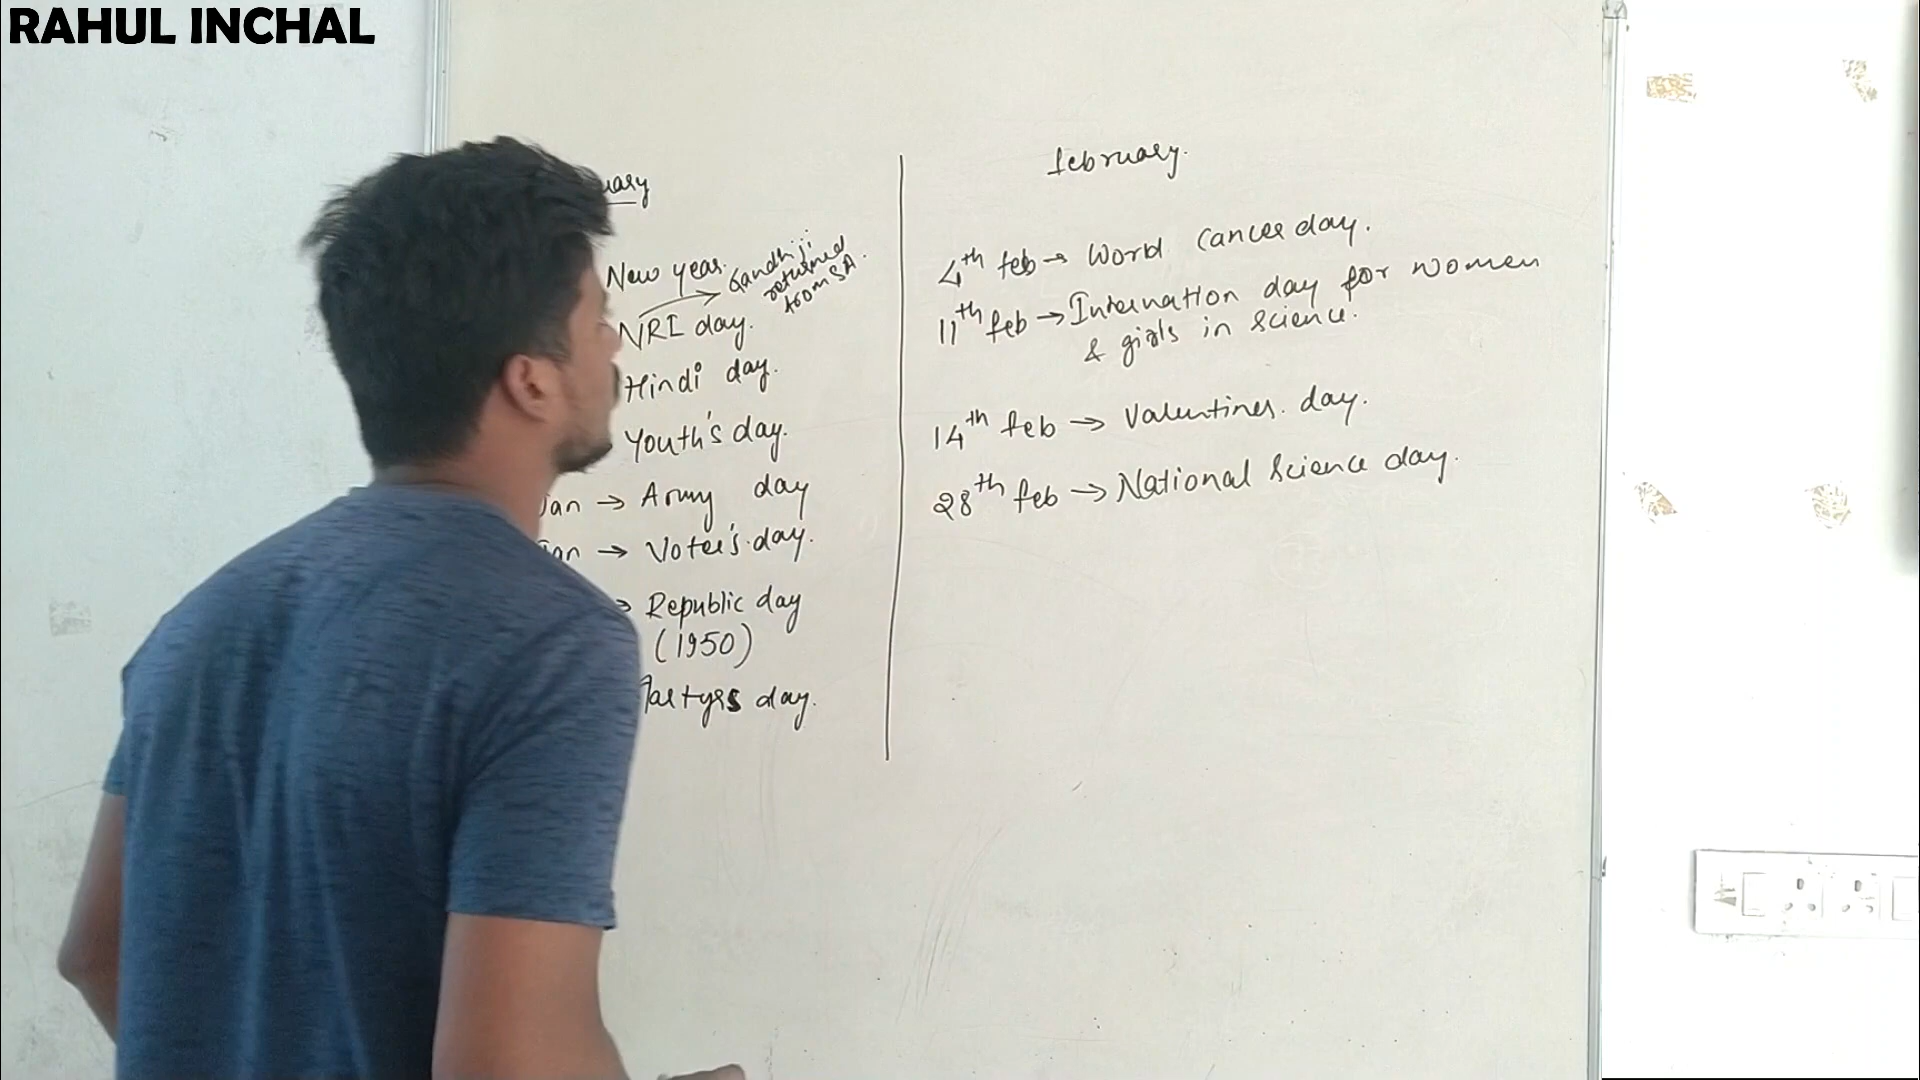 RAHUL INCHAL
uary
New year.
Gandhiji
returned
from SA.
NRI day.
Hindi day.
Youth's day.
Jan → Army day
Jan → Voter's day.
→ Republic day
(1950)
Martyrs day.
february.
4th feb → World Cancer day.
11th feb → Internation day for women
& girls in science.
14th feb → Valentines. day.
28th feb → National Science day.